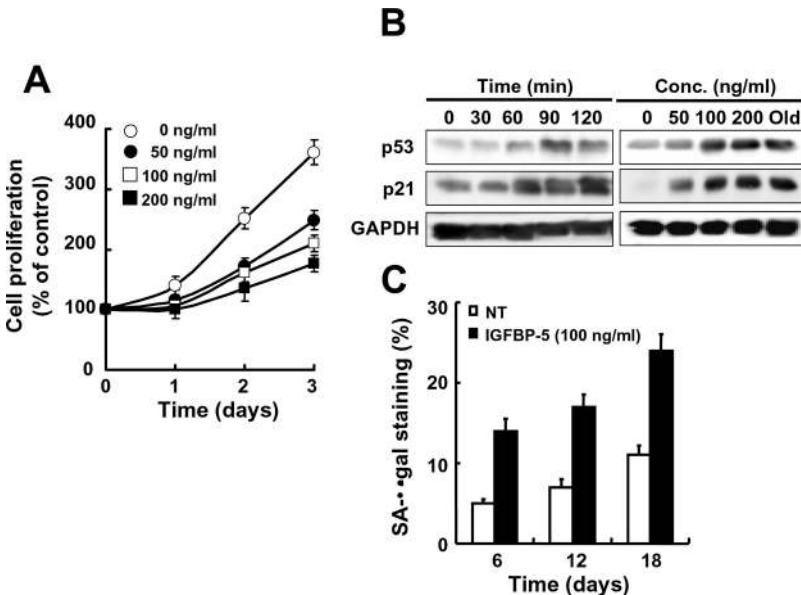 A
Cell proliferation
(% of control)
400
300
200
100
0
0 ng/ml
50 ng/ml
100 ng/ml
200 ng/ml
0 1 2 3
Time (days)
B
Time (min) Conc. (ng/ml)
0 30 60 90 120 0 50 100 200 Old
p53
p21
GAPDH
C
SA-••gal staining (%)
30
20
10
0
NT
IGFBP-5 (100 ng/ml)
6 12 18
Time (days)